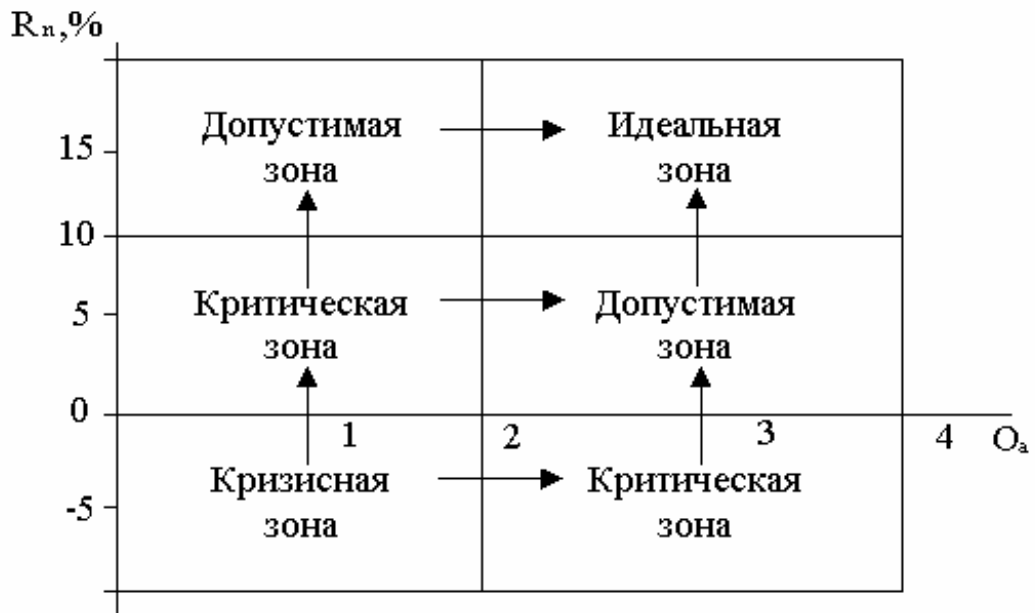 Rn,%
Допустимая зона
Идеальная зона
15
10
Критическая зона
Допустимая зона
5
0
1
2
3
4
Oa
Кризисная зона
Критическая зона
-5